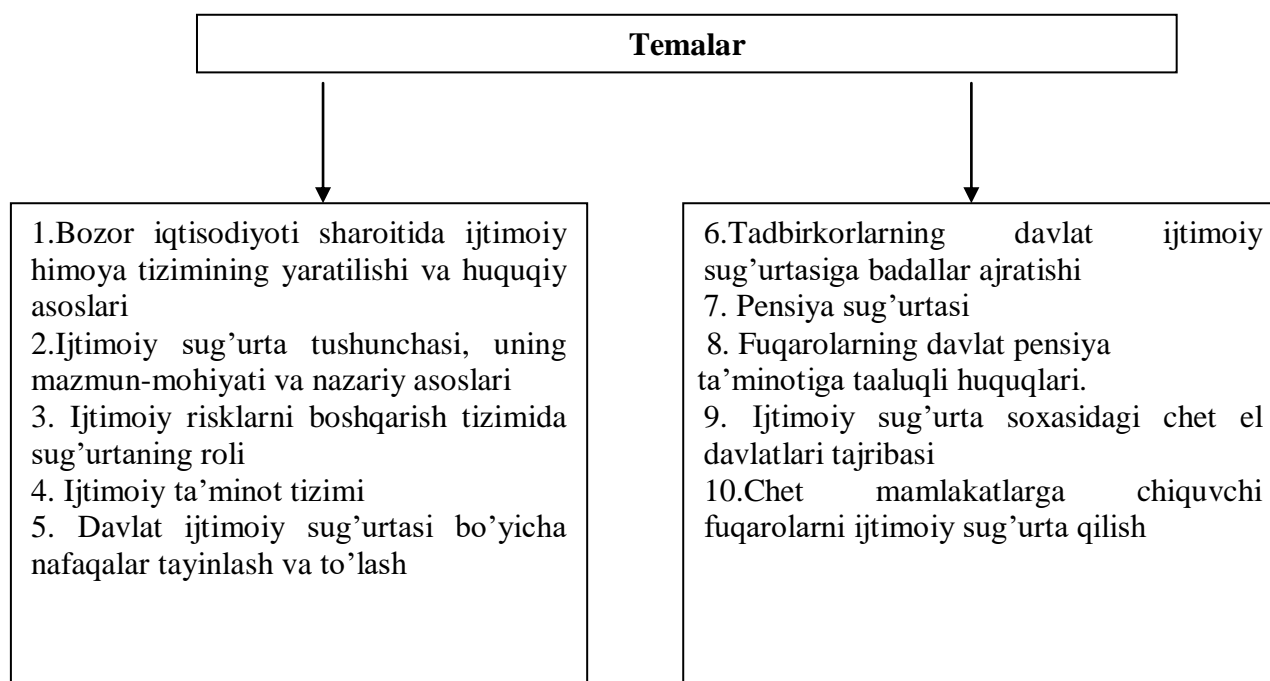 Temalar
1.Bozor iqtisodiyoti sharoitida ijtimoiy
himoya tizimining yaratilishi va huquqiy
asoslari
2.Ijtimoiy sug’urta tushunchasi, uning
mazmun-mohiyati va nazariy asoslari
3. Ijtimoiy risklarni boshqarish tizimida
sug’urtaning roli
4. Ijtimoiy ta’minot tizimi
5. Davlat ijtimoiy sug’urtasi bo’yicha
nafaqalar tayinlash va to’lash
6.Tadbirkorlarning davlat ijtimoiy
sug’urtasiga badallar ajratishi
7. Pensiya sug’urtasi
8. Fuqarolarning davlat pensiya
ta’minotiga taaluqli huquqlari.
9. Ijtimoiy sug’urta soxasidagi chet el
davlatlari tajribasi
10.Chet mamlakatlarga chiquvchi
fuqarolarni ijtimoiy sug’urta qilish